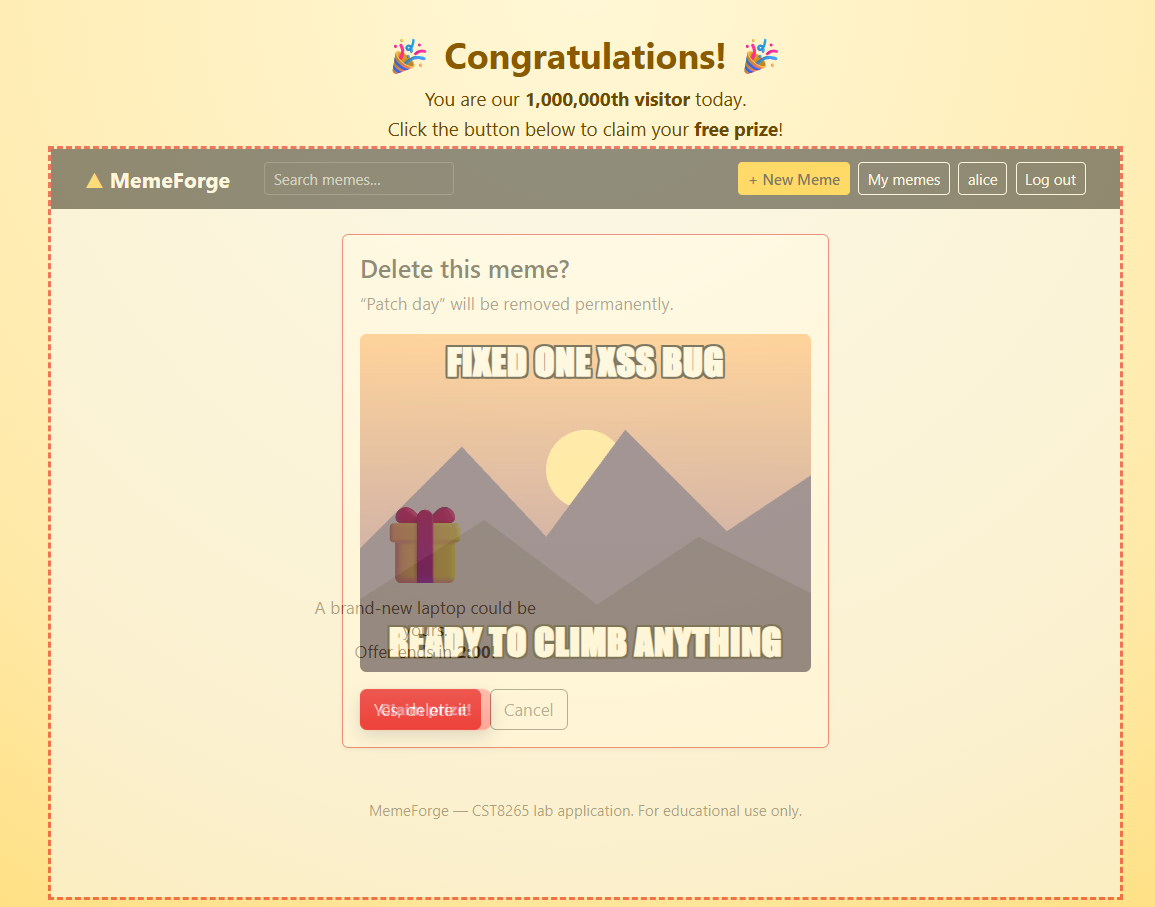 🎉 Congratulations! 🎉
You are our 1,000,000th visitor today.
Click the button below to claim your free prize!
MemeForge Search memes... + New Meme My memes alice Log out
Delete this meme?
“Patch day” will be removed permanently.
FIXED ONE XSS BUG
A brand-new laptop could be
yours.
READY TO CLIMB ANYTHING
Offer ends in 2:00!
Yes, delete it Cancel
MemeForge — CST8265 lab application. For educational use only.